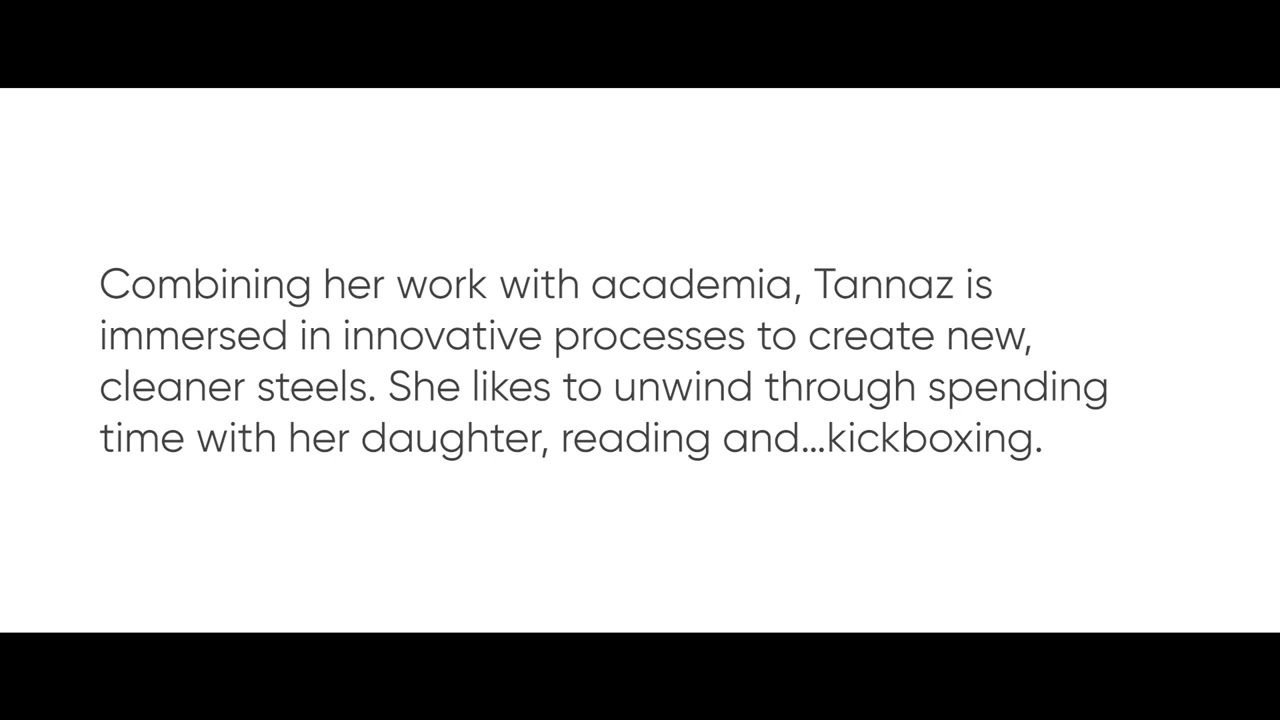 Combining her work with academia, Tannaz is
immersed in innovative processes to create new,
cleaner steels. She likes to unwind through spending
time with her daughter, reading and...kickboxing.